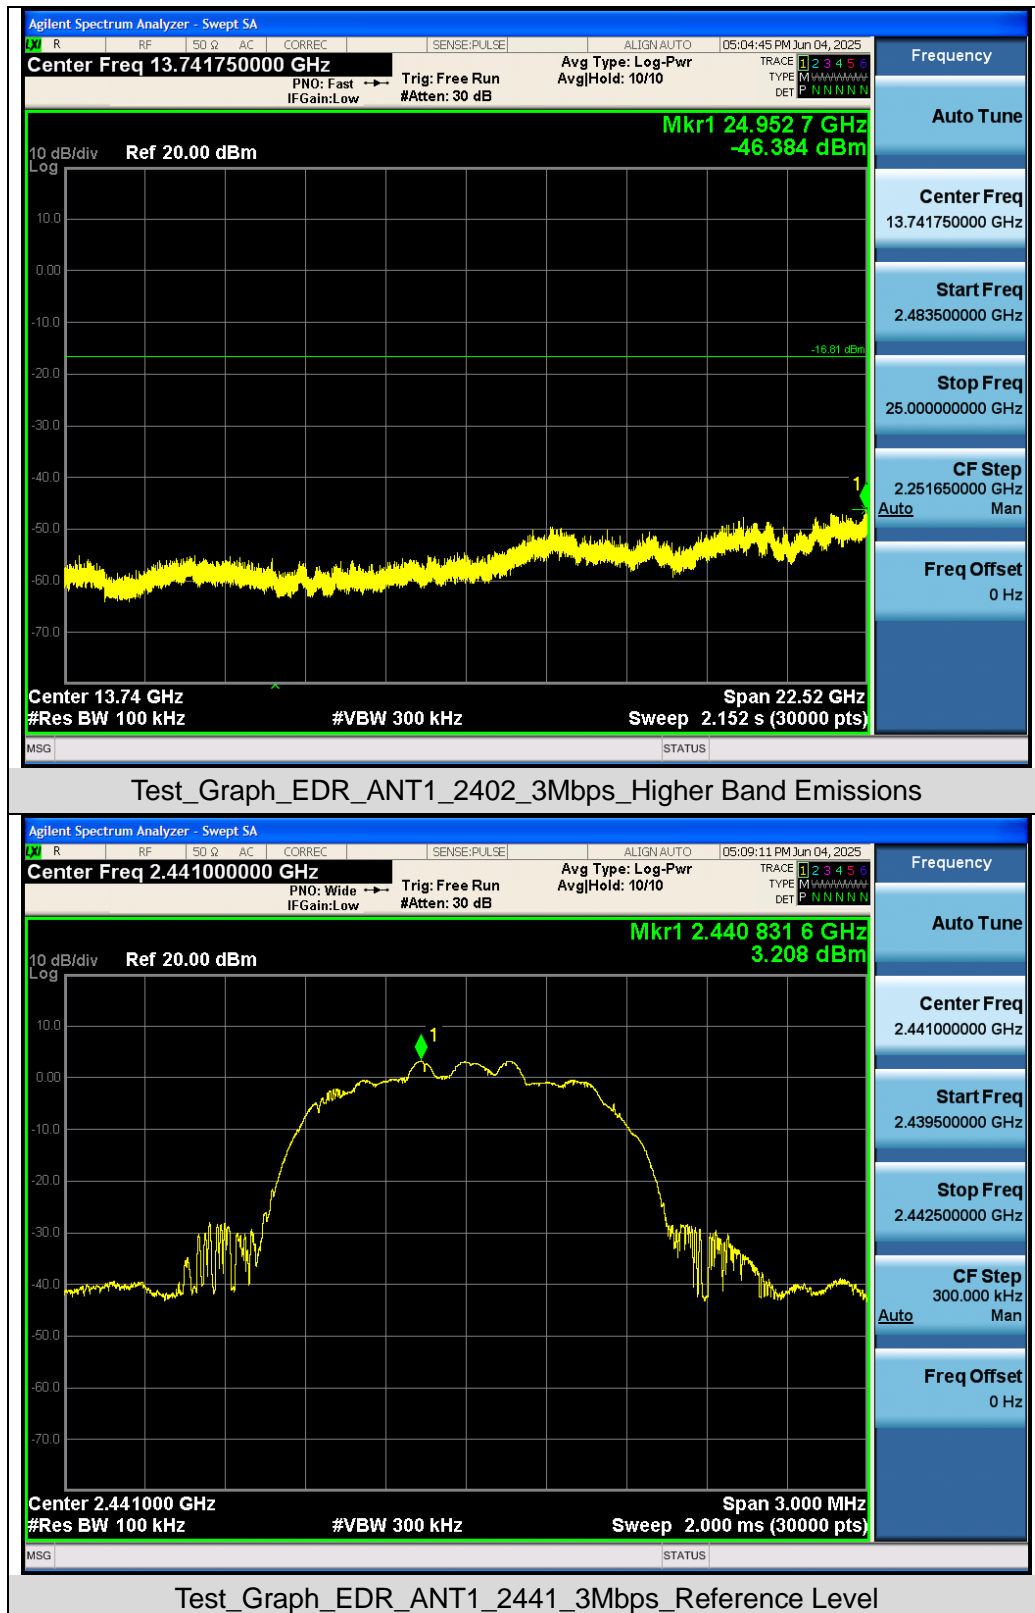 Agilent Spectrum Analyzer - Swept SA
LXI R RF 50 Ω AC CORREC SENSE:PULSE ALIGN AUTO 05:04:45 PM Jun 04, 2025
Center Freq 13.741750000 GHz Avg Type: Log-Pwr TRACE 1 2 3 4 5 6
PNO: Fast Trig: Free Run Avg|Hold: 10/10 TYPE M WWWWW
IFGain:Low #Atten: 30 dB DET P N N N N N
Frequency
Auto Tune
Mkr1 24.952 7 GHz
-46.384 dBm
10 dB/div Ref 20.00 dBm
Log
10.0
0.00
-10.0
-16.81 dBm
-20.0
-30.0
-40.0
1
-50.0
-60.0
-70.0
Center Freq
13.741750000 GHz
Start Freq
2.483500000 GHz
Stop Freq
25.000000000 GHz
CF Step
2.251650000 GHz
Auto Man
Freq Offset
0 Hz
Center 13.74 GHz Span 22.52 GHz
#Res BW 100 kHz #VBW 300 kHz Sweep 2.152 s (30000 pts)
MSG STATUS
Test_Graph_EDR_ANT1_2402_3Mbps_Higher Band Emissions
Agilent Spectrum Analyzer - Swept SA
LXI R RF 50 Ω AC CORREC SENSE:PULSE ALIGN AUTO 05:09:11 PM Jun 04, 2025
Center Freq 2.441000000 GHz Avg Type: Log-Pwr TRACE 1 2 3 4 5 6
PNO: Wide Trig: Free Run Avg|Hold: 10/10 TYPE M WWWWW
IFGain:Low #Atten: 30 dB DET P N N N N N
Frequency
Auto Tune
Mkr1 2.440 831 6 GHz
3.208 dBm
10 dB/div Ref 20.00 dBm
Log
10.0
1
0.00
-10.0
-20.0
-30.0
-40.0
-50.0
-60.0
-70.0
Center Freq
2.441000000 GHz
Start Freq
2.439500000 GHz
Stop Freq
2.442500000 GHz
CF Step
300.000 kHz
Auto Man
Freq Offset
0 Hz
Center 2.441000 GHz Span 3.000 MHz
#Res BW 100 kHz #VBW 300 kHz Sweep 2.000 ms (30000 pts)
MSG STATUS
Test_Graph_EDR_ANT1_2441_3Mbps_Reference Level